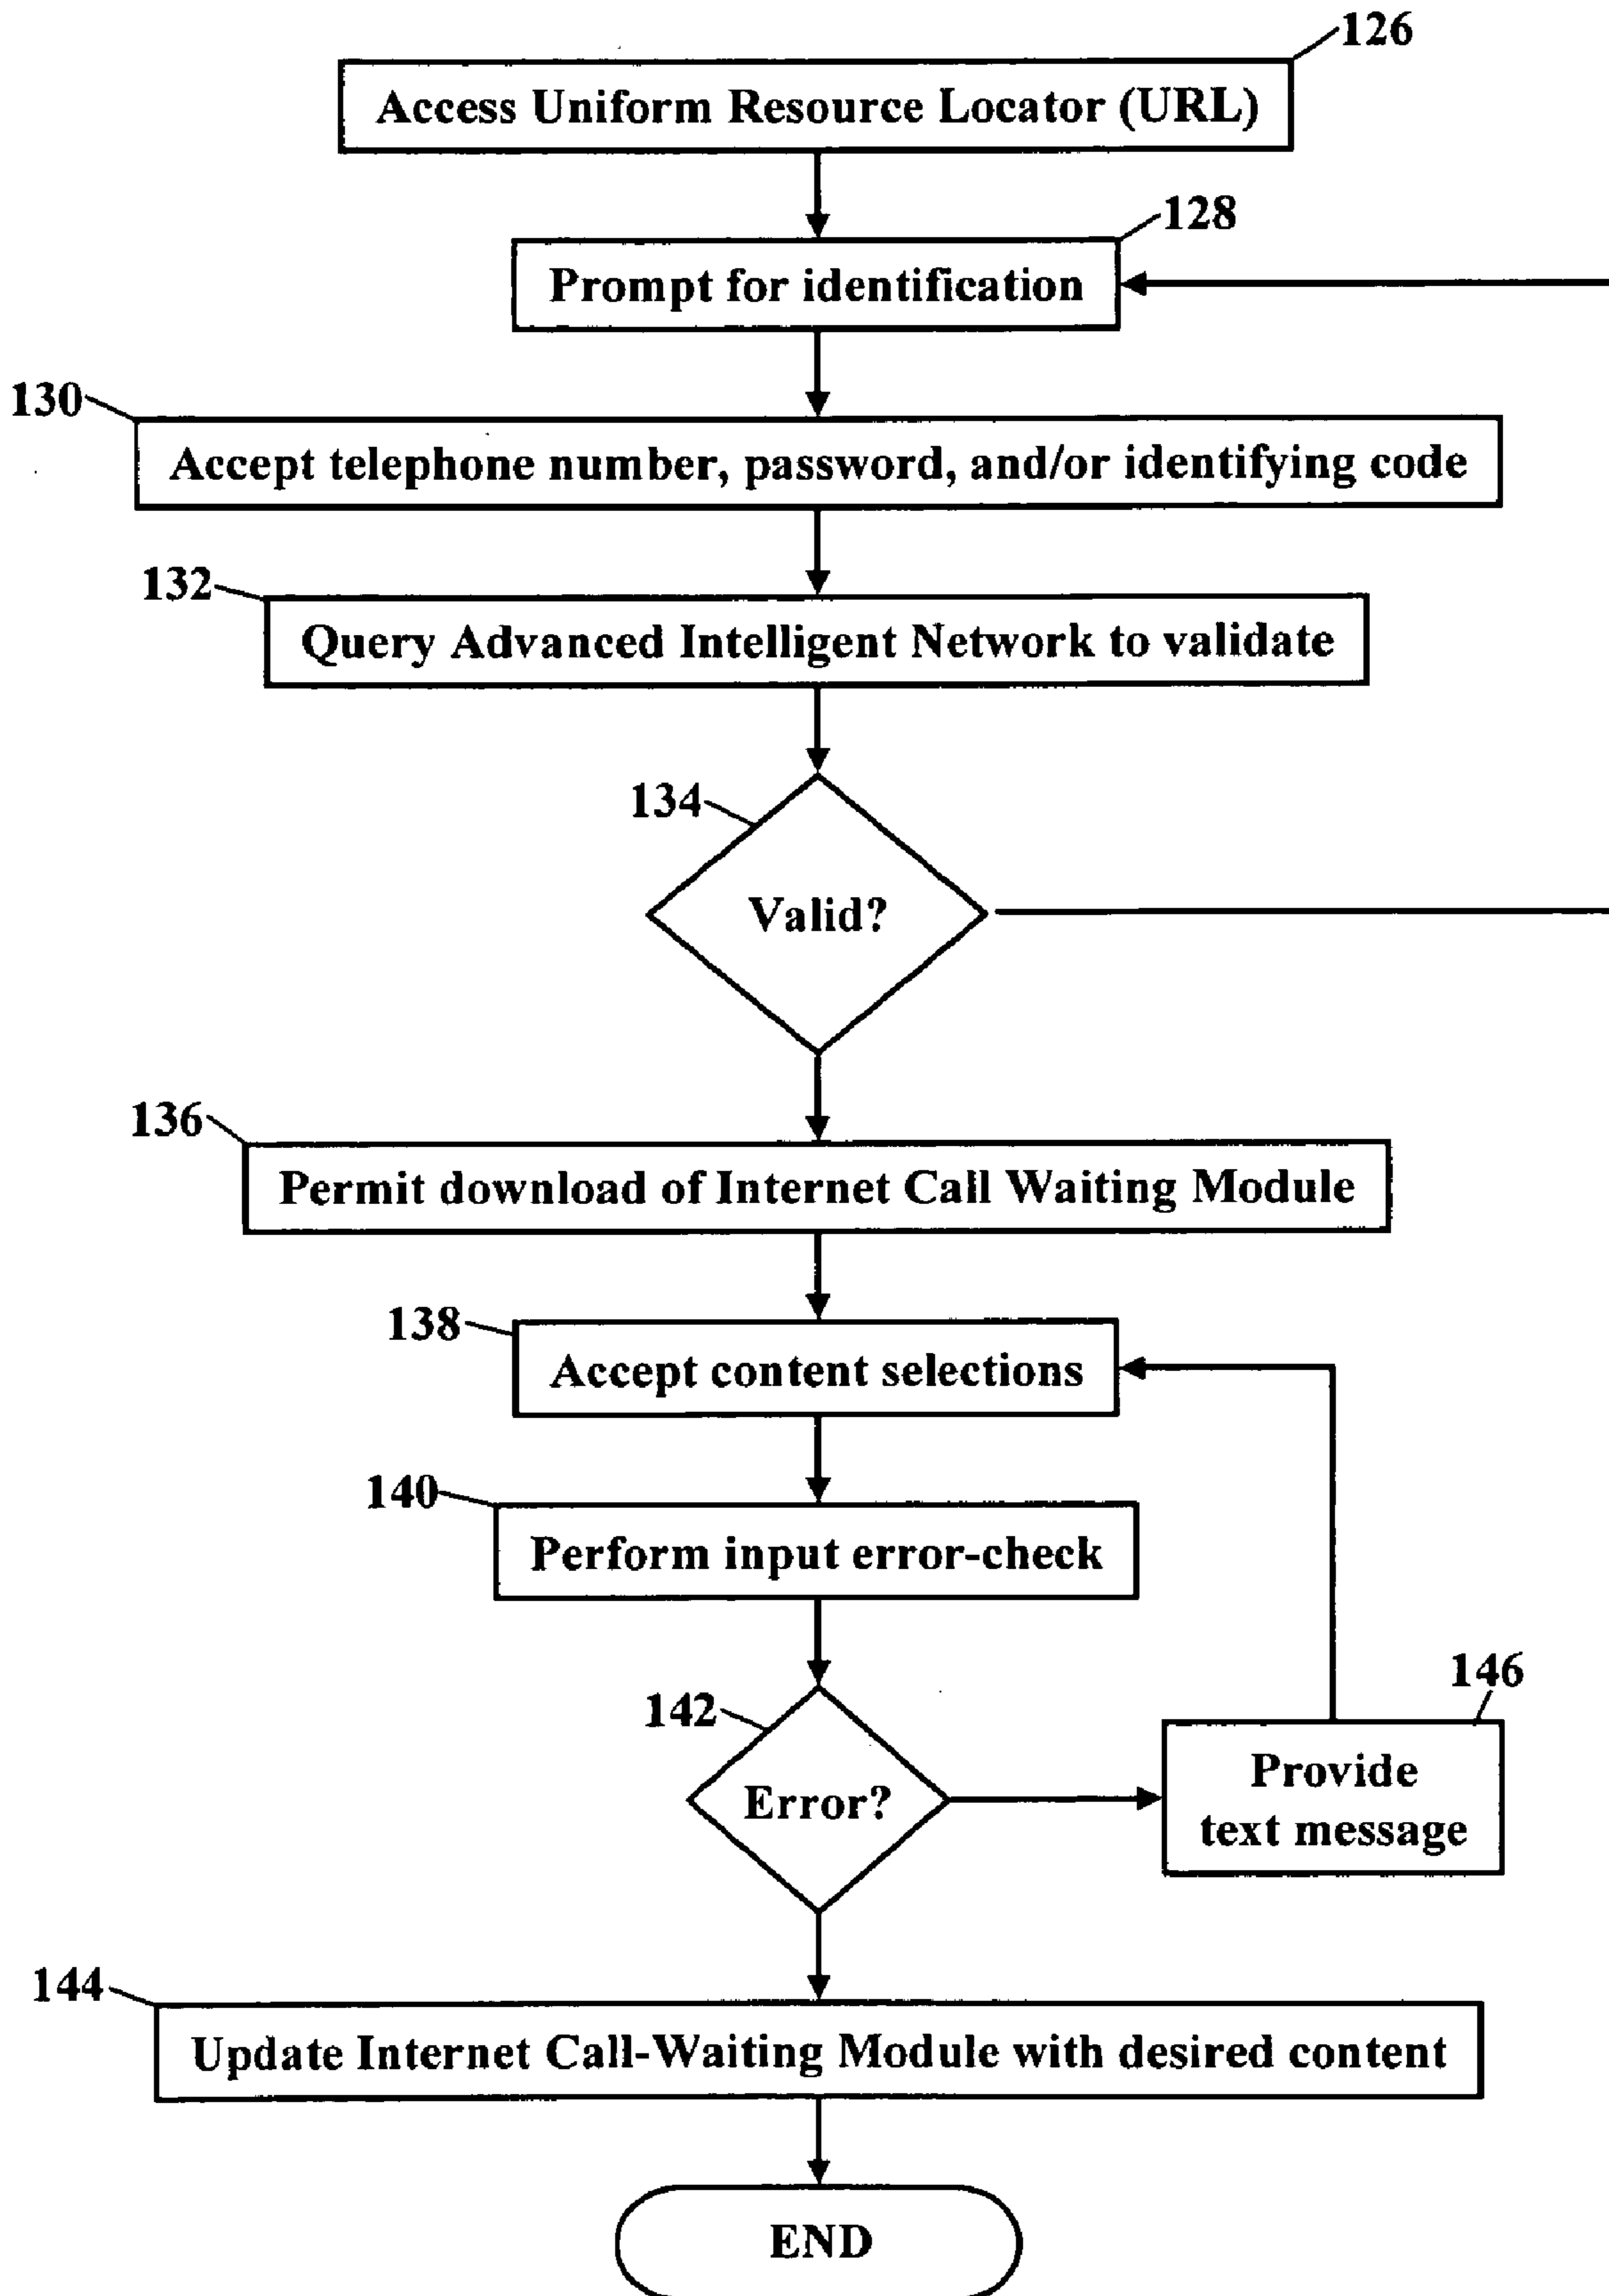 126
Access Uniform Resource Locator (URL)
128
Prompt for identification
130
Accept telephone number, password, and/or identifying code
132
Query Advanced Intelligent Network to validate
134
Valid?
136
Permit download of Internet Call Waiting Module
138
Accept content selections
140
Perform input error-check
142
Error?
146
Provide
text message
144
Update Internet Call-Waiting Module with desired content
END